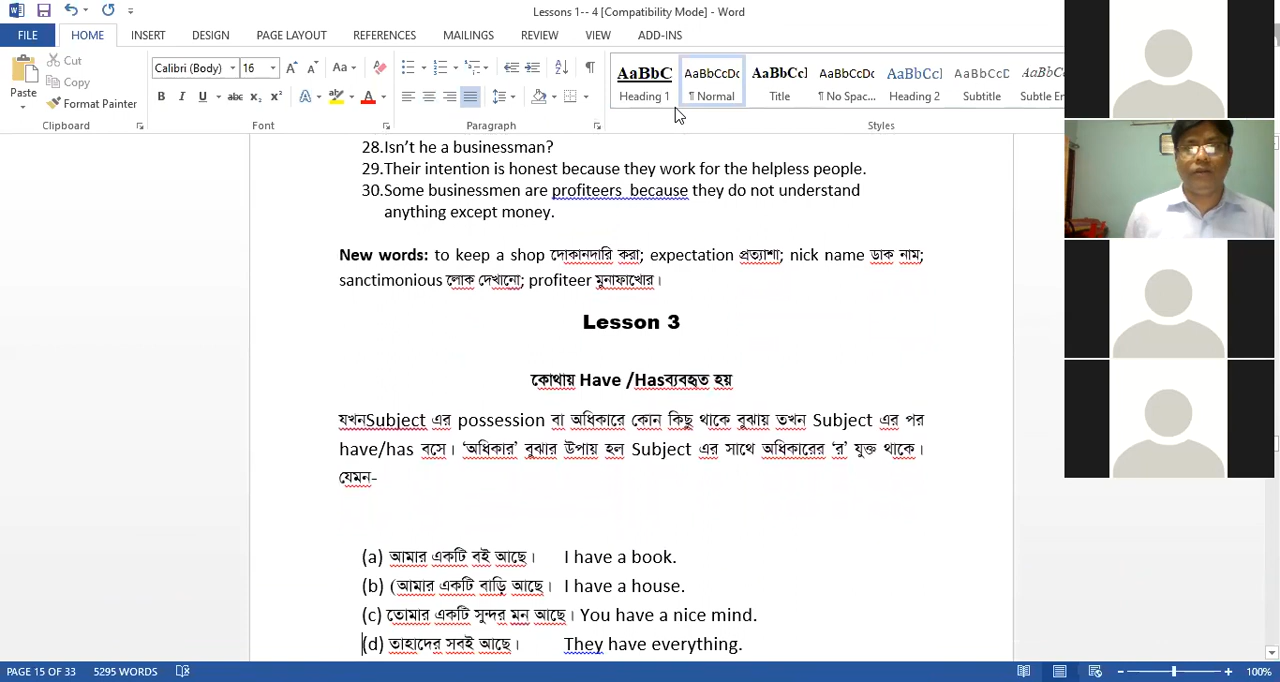 Lessons 1-- 4 [Compatibility Mode] - Word
FILE HOME INSERT DESIGN PAGE LAYOUT REFERENCES MAILINGS REVIEW VIEW ADD-INS
Cut
Copy
Format Painter
Paste
Calibri (Body) 16
AaBbC AaBbCcDc AaBbCc] AaBbCcDc AaBbCc] AaBbCcD AaBbCc
Heading 1 ¶ Normal Title ¶ No Spac... Heading 2 Subtitle Subtle En
Clipboard Font Paragraph Styles
28.Isn’t he a businessman?
29.Their intention is honest because they work for the helpless people.
30.Some businessmen are profiteers because they do not understand
anything except money.
New words: to keep a shop দোকানদারি করা; expectation প্রত্যাশা; nick name ডাক নাম;
sanctimonious লোক দেখানো; profiteer মুনাফাখোর।
Lesson 3
কোথায় Have /Hasব্যবহৃত হয়
যখনSubject এর possession বা অধিকারে কোন কিছু থাকে বুঝায় তখন Subject এর পর
have/has বসে। ‘অধিকার’ বুঝার উপায় হল Subject এর সাথে অধিকারের ‘র’ যুক্ত থাকে।
যেমন-
(a) আমার একটি বই আছে। I have a book.
(b) (আমার একটি বাড়ি আছে। I have a house.
(c) তোমার একটি সুন্দর মন আছে। You have a nice mind.
(d) তাহাদের সবই আছে। They have everything.
PAGE 15 OF 33 5295 WORDS 100%